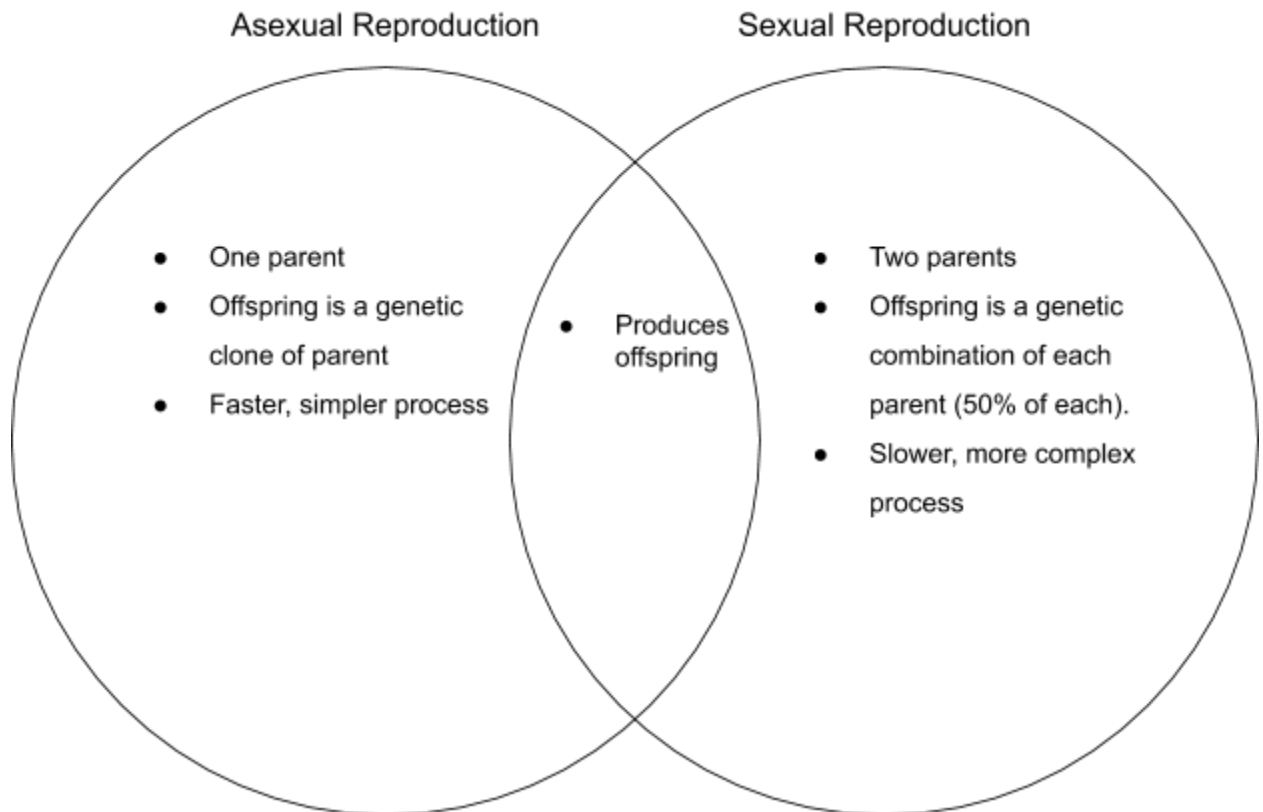 Asexual Reproduction
Sexual Reproduction
● One parent
● Offspring is a genetic
clone of parent
● Faster, simpler process
● Produces
offspring
● Two parents
● Offspring is a genetic
combination of each
parent (50% of each).
● Slower, more complex
process